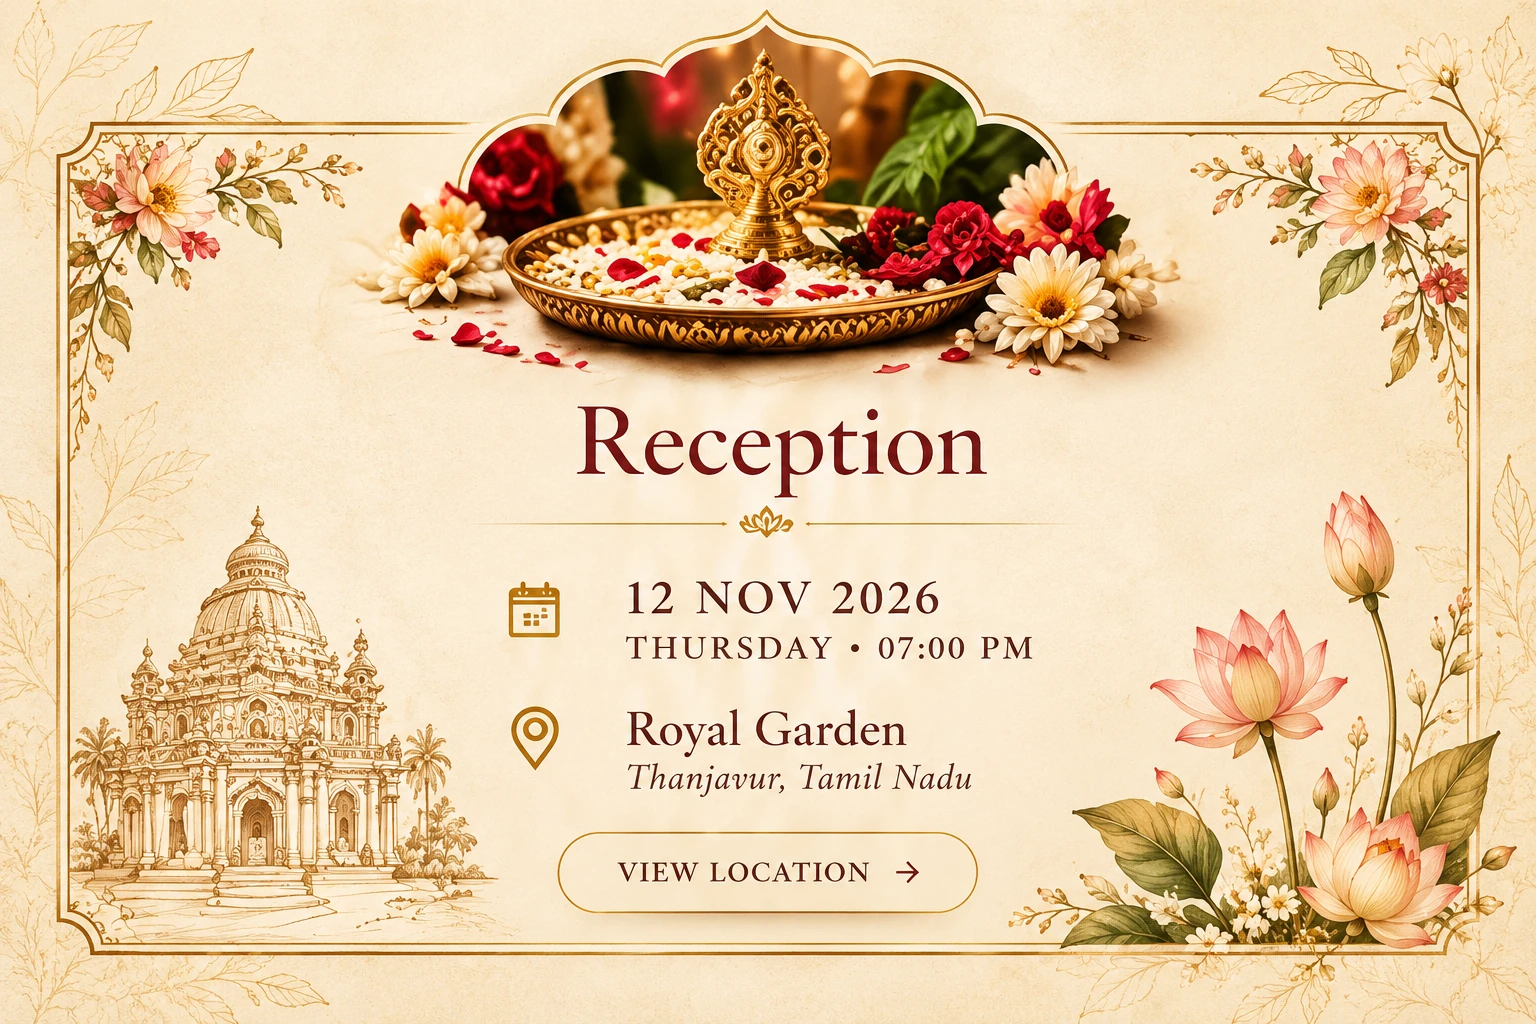 Reception
12 NOV 2026
THURSDAY • 07:00 PM
Royal Garden
Thanjavur, Tamil Nadu
VIEW LOCATION →